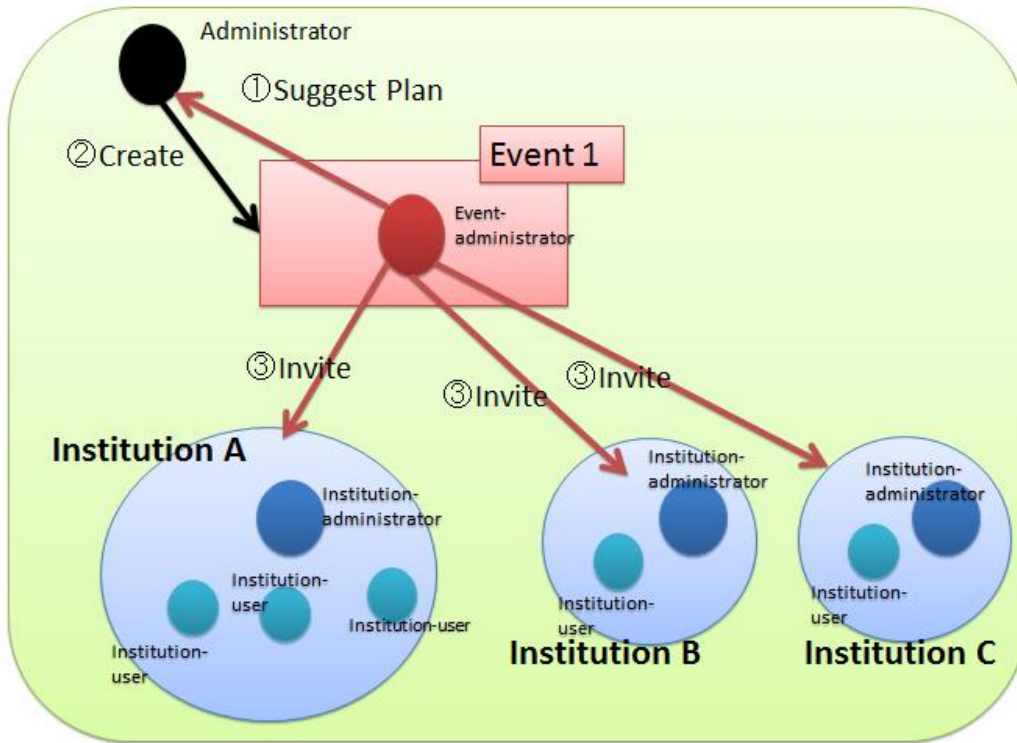 Administrator
①Suggest Plan
②Create
Event 1
Event-
administrator
③Invite
③Invite
③Invite
Institution A
Institution-
administrator
Institution-
user
Institution-user
Institution-
user
Institution-
administrator
Institution-
user
Institution B
Institution-
administrator
Institution-
user
Institution C